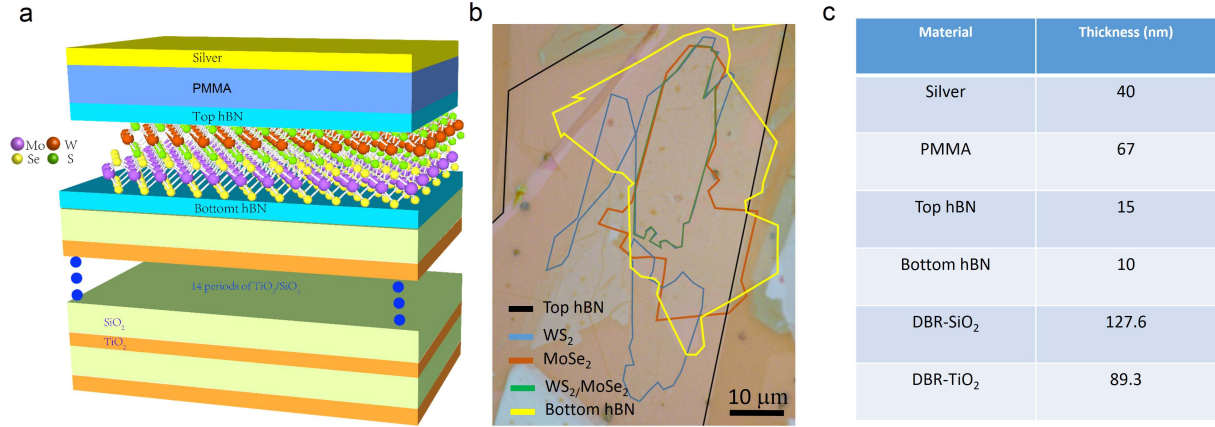 a
Silver
PMMA
Top hBN
Mo W
Se S
Bottomt hBN
14 periods of TiO₂/SiO₂
SiO₂
TiO₂
b
Top hBN
WS₂
MoSe₂
WS₂/MoSe₂
Bottom hBN
10 μm
c
Material Thickness (nm)
Silver 40
PMMA 67
Top hBN 15
Bottom hBN 10
DBR-SiO₂ 127.6
DBR-TiO₂ 89.3